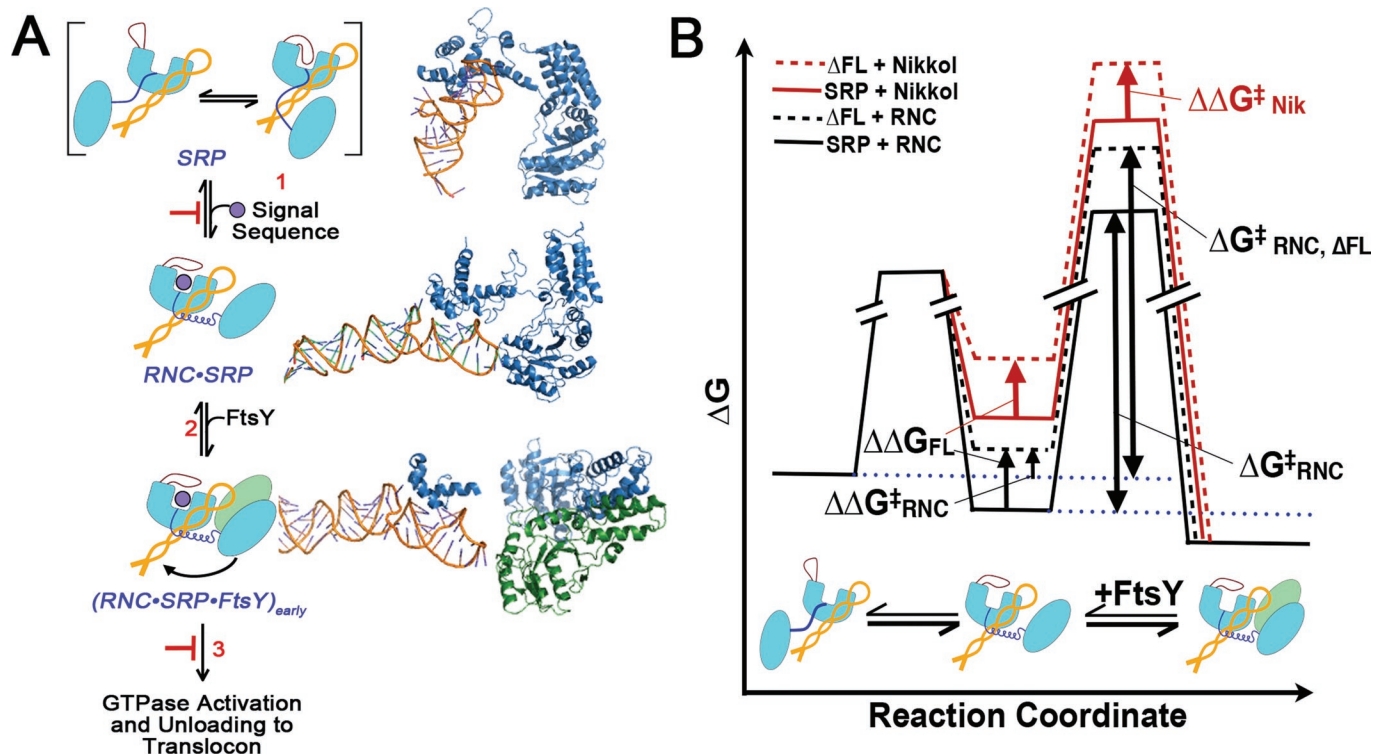 A
SRP
1
Signal
Sequence
RNC•SRP
2
FtsY
(RNC•SRP•FtsY)early
3
GTPase Activation
and Unloading to
Translocon
B
ΔFL + Nikkol
SRP + Nikkol
ΔFL + RNC
SRP + RNC
ΔΔG‡ Nik
ΔG‡ RNC, ΔFL
ΔG
ΔΔGFL
ΔG‡RNC
ΔΔG‡RNC
+FtsY
Reaction Coordinate